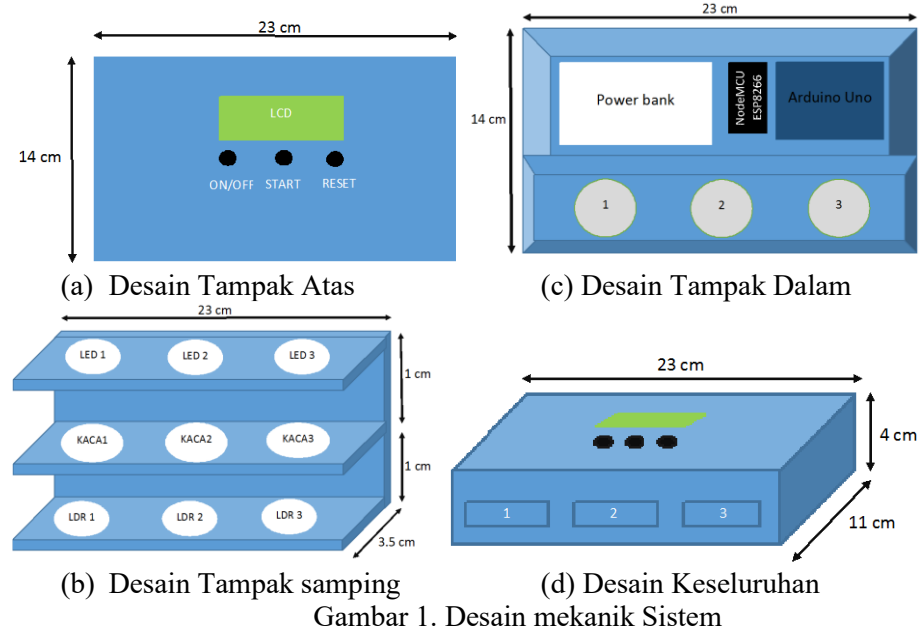 23 cm
14 cm
LCD
ON/OFF START RESET
(a) Desain Tampak Atas
23 cm
14 cm
Power bank
NodeMCU
ESP8266
Arduino Uno
1 2 3
(c) Desain Tampak Dalam
23 cm
LED 1 LED 2 LED 3
1 cm
KACA1 KACA2 KACA3
1 cm
LDR 1 LDR 2 LDR 3
3.5 cm
(b) Desain Tampak samping
23 cm
4 cm
1 2 3
11 cm
(d) Desain Keseluruhan
Gambar 1. Desain mekanik Sistem